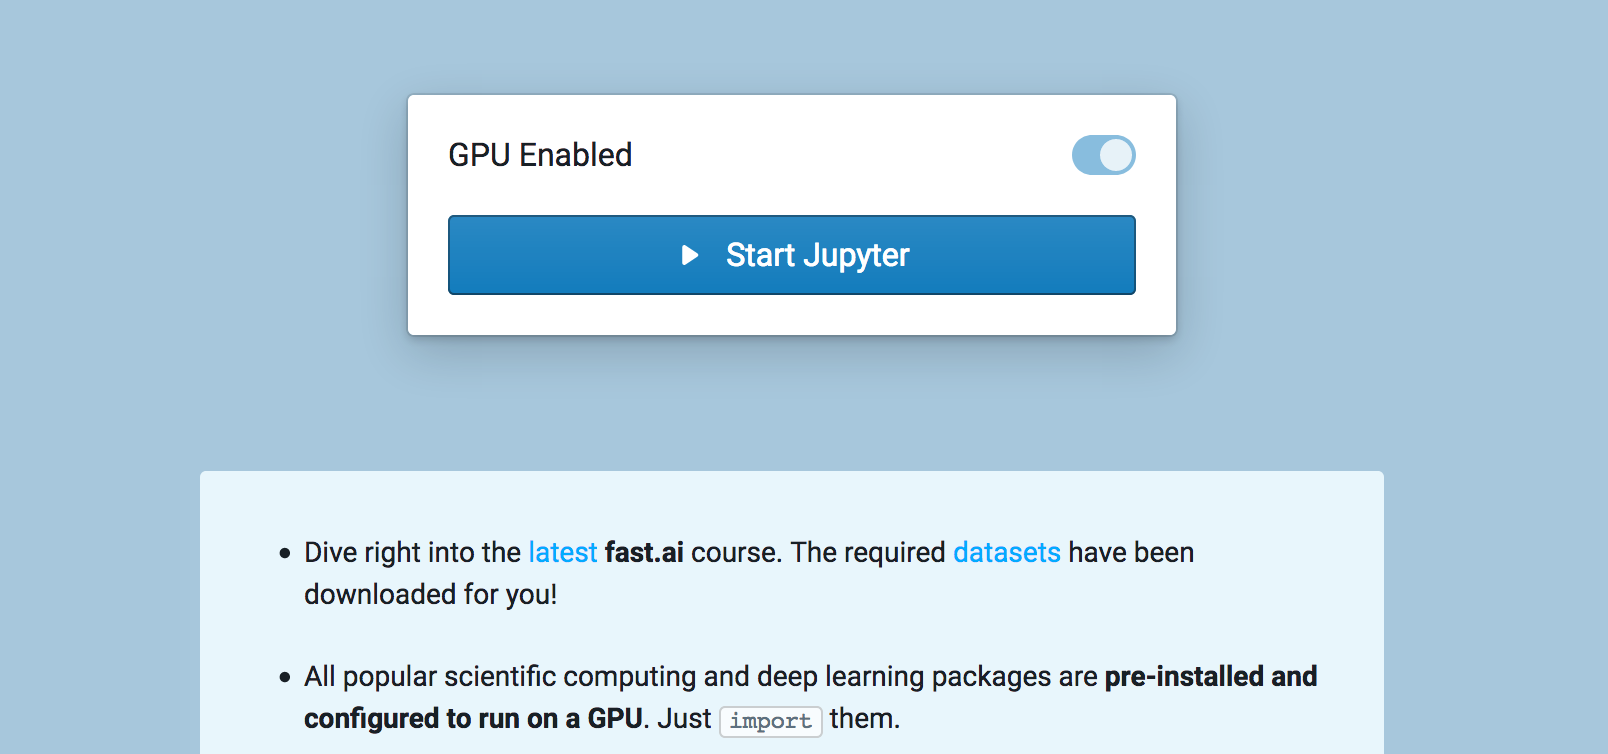 GPU Enabled
Start Jupyter
Dive right into the latest fast.ai course. The required datasets have been
downloaded for you!
All popular scientific computing and deep learning packages are pre-installed and
configured to run on a GPU. Just import them.